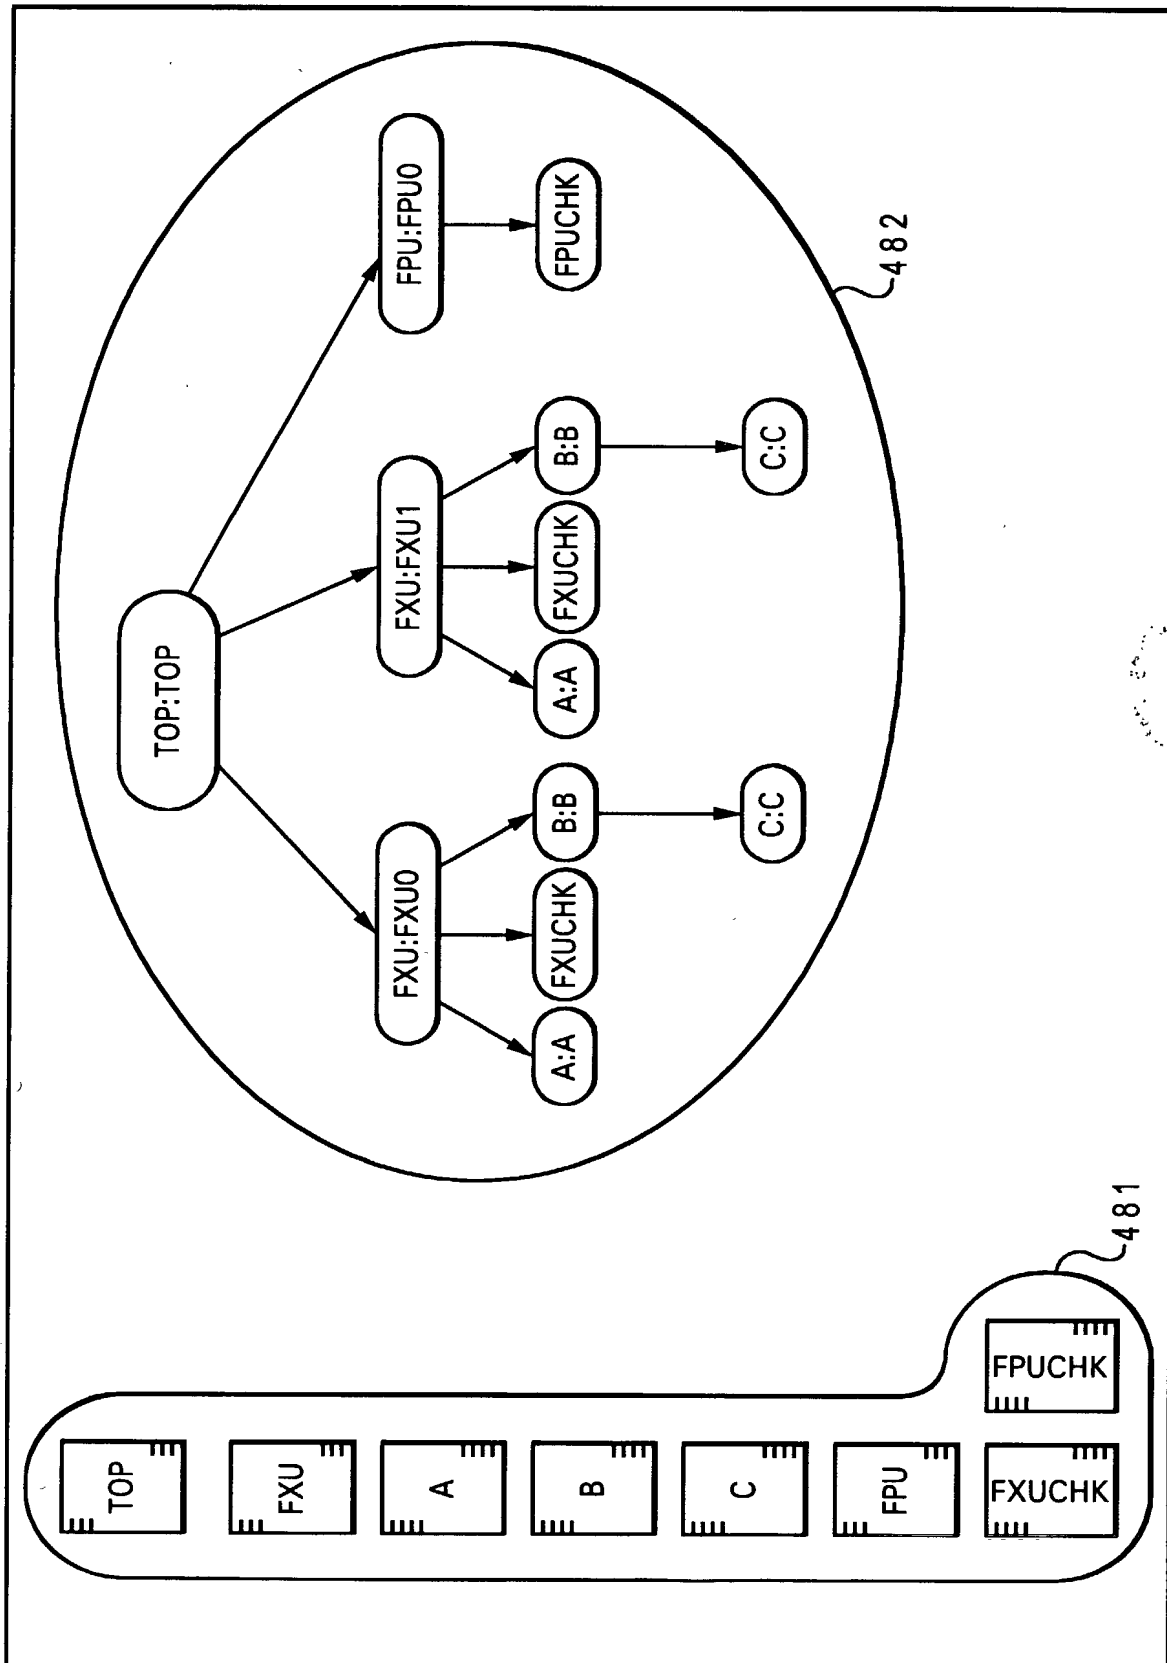 TOP:TOP
FXU:FXU0
FXU:FXU1
FPU:FPU0
A:A
FXUCHK
B:B
A:A
FXUCHK
B:B
FPUCHK
C:C
C:C
482
TOP
FXU
A
B
C
FPU
FXUCHK
FPUCHK
481